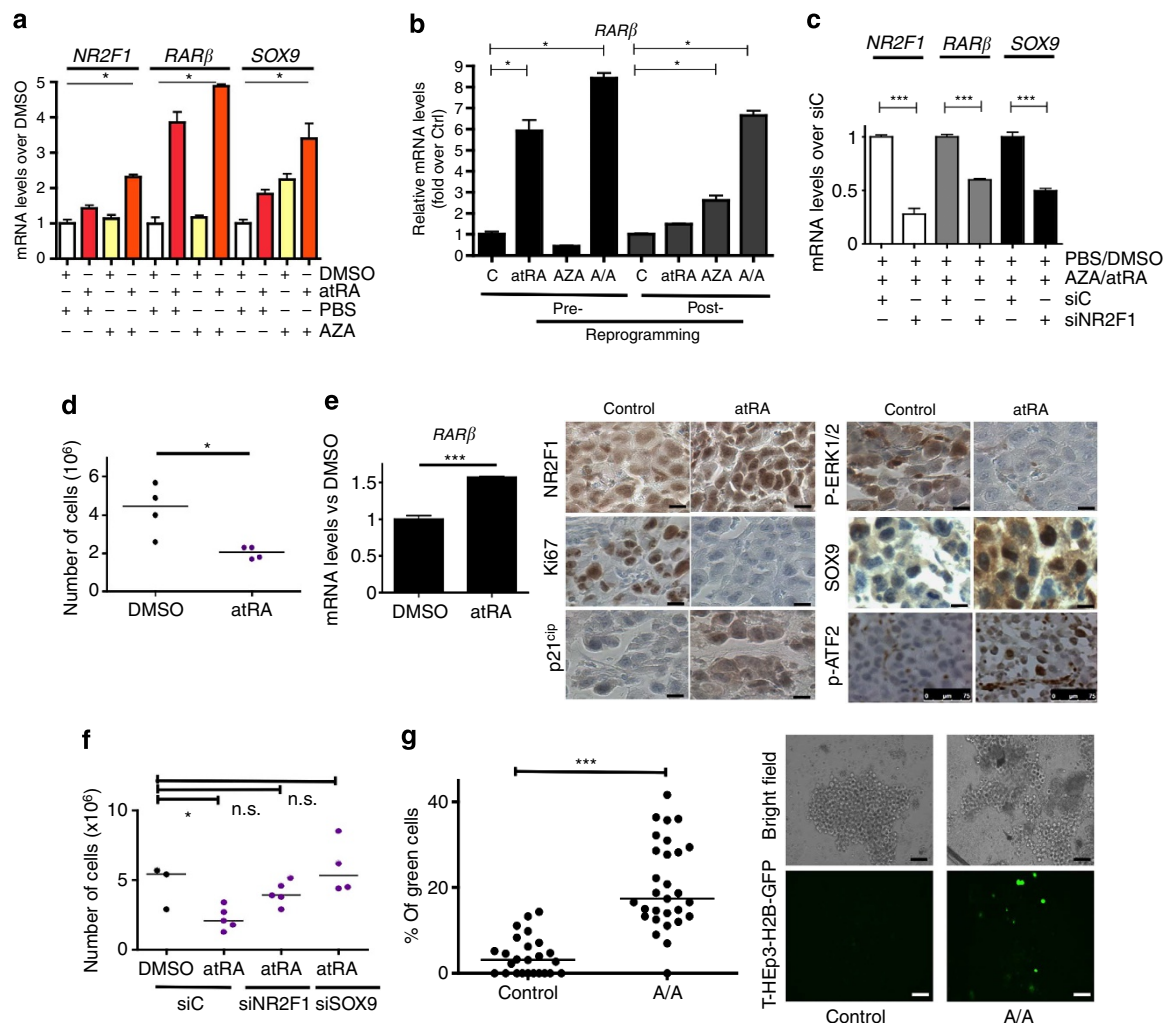 a
NR2F1 RARβ SOX9
* * *
mRNA levels over DMSO
5
4
3
2
1
0
+ – + – + – + – + – + – DMSO
– + – + – + – + – + – + atRA
+ + – – + + – – + + – – PBS
– – + + – – + + – – + + AZA
b
RARβ
* *
* *
Relative mRNA levels
(fold over Ctrl)
9
8
7
6
5
4
3
2
1
0
C atRA AZA A/A C atRA AZA A/A
Pre- Post-
Reprogramming
c
NR2F1 RARβ SOX9
*** *** ***
mRNA levels over siC
1
0.5
0
+ + + + + + PBS/DMSO
+ + + + + + AZA/atRA
+ – + – + – siC
– + – + – + siNR2F1
d
*
Number of cells (10⁶)
6
4
2
0
DMSO atRA
e
RARβ
***
mRNA levels vs DMSO
1.5
1
0.5
0
DMSO atRA
Control atRA
NR2F1
Ki67
p21ᶜⁱᵖ
Control atRA
P-ERK1/2
SOX9
p-ATF2
0 µm 75
0 µm 75
f
n.s.
n.s.
*
Number of cells (x10⁶)
10
5
0
DMSO atRA atRA atRA
siC siNR2F1 siSOX9
g
***
% Of green cells
40
20
0
Control A/A
Bright field
T-HEp3-H2B-GFP
Control A/A